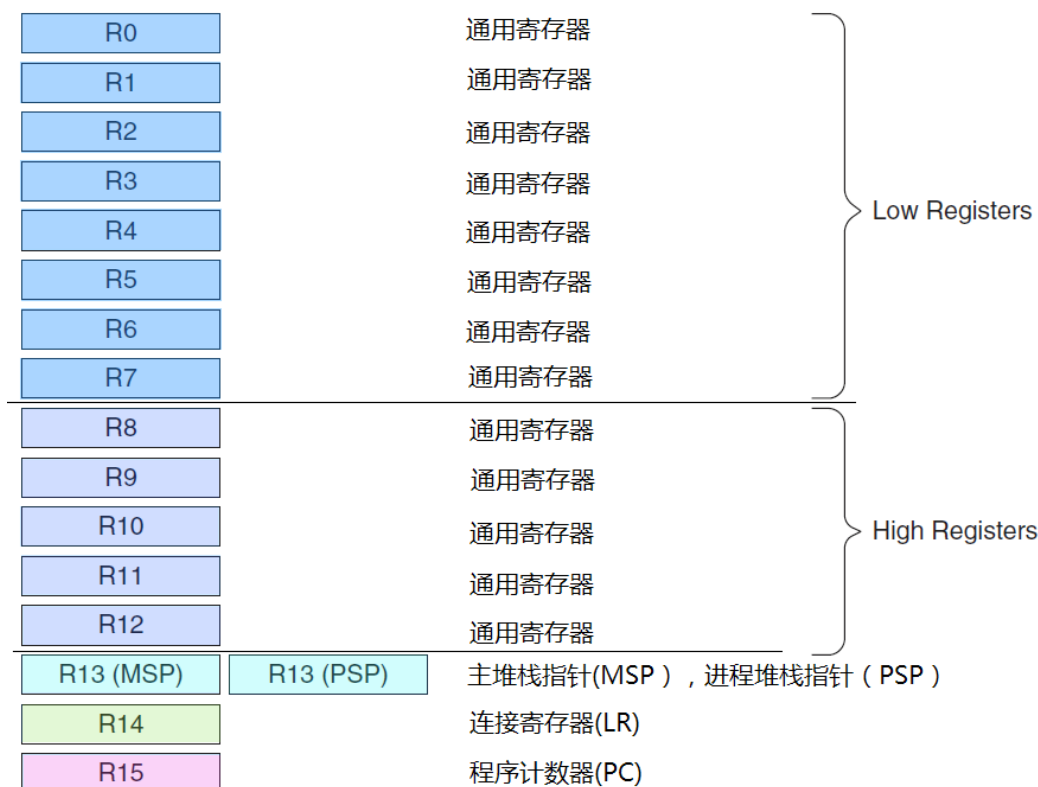 R0 通用寄存器
R1 通用寄存器
R2 通用寄存器
R3 通用寄存器
R4 通用寄存器 Low Registers
R5 通用寄存器
R6 通用寄存器
R7 通用寄存器
R8 通用寄存器
R9 通用寄存器
R10 通用寄存器 High Registers
R11 通用寄存器
R12 通用寄存器
R13 (MSP) R13 (PSP) 主堆栈指针(MSP），进程堆栈指针（PSP）
R14 连接寄存器(LR)
R15 程序计数器(PC)